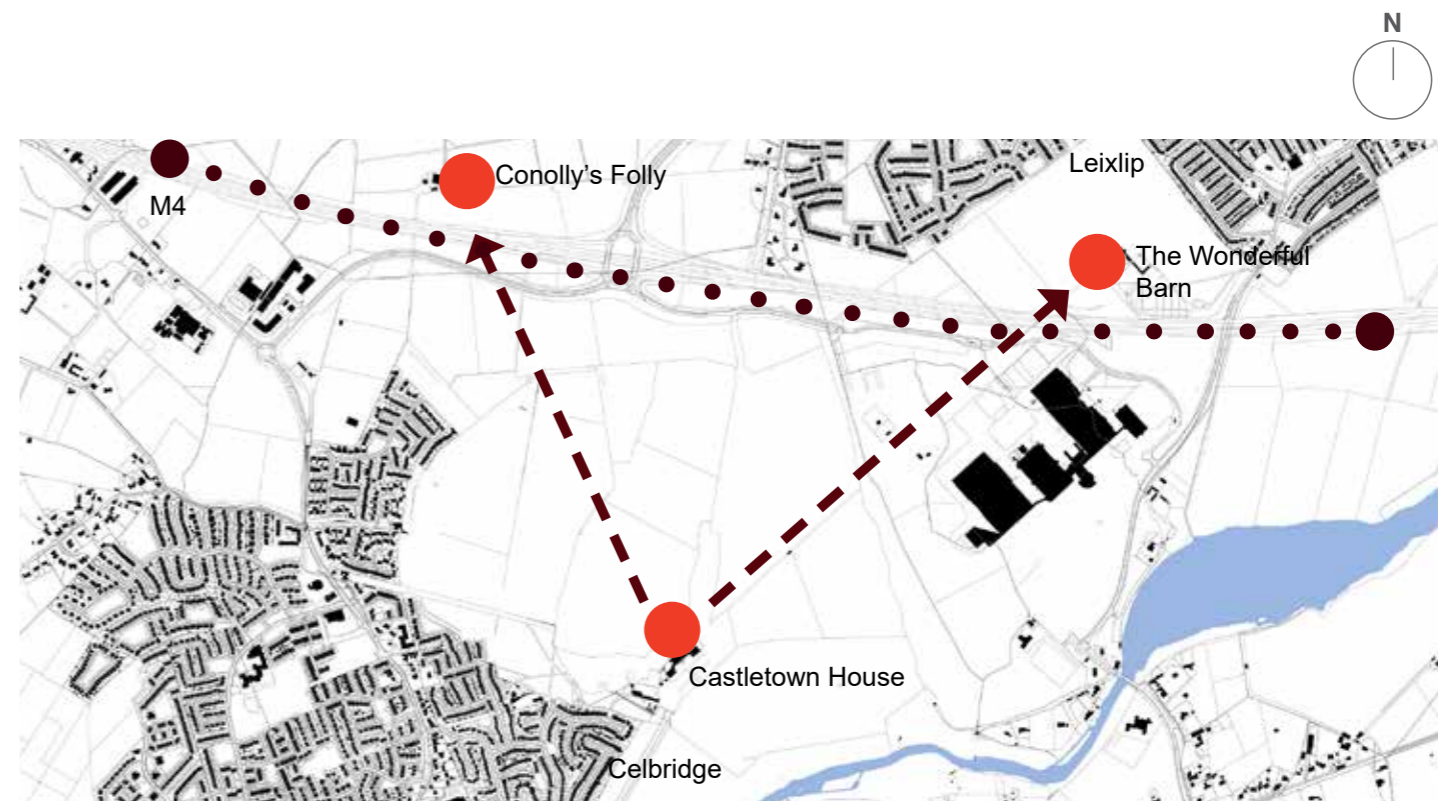 N
Conolly's Folly
Leixlip
M4
The Wonderful
Barn
Castletown House
Celbridge